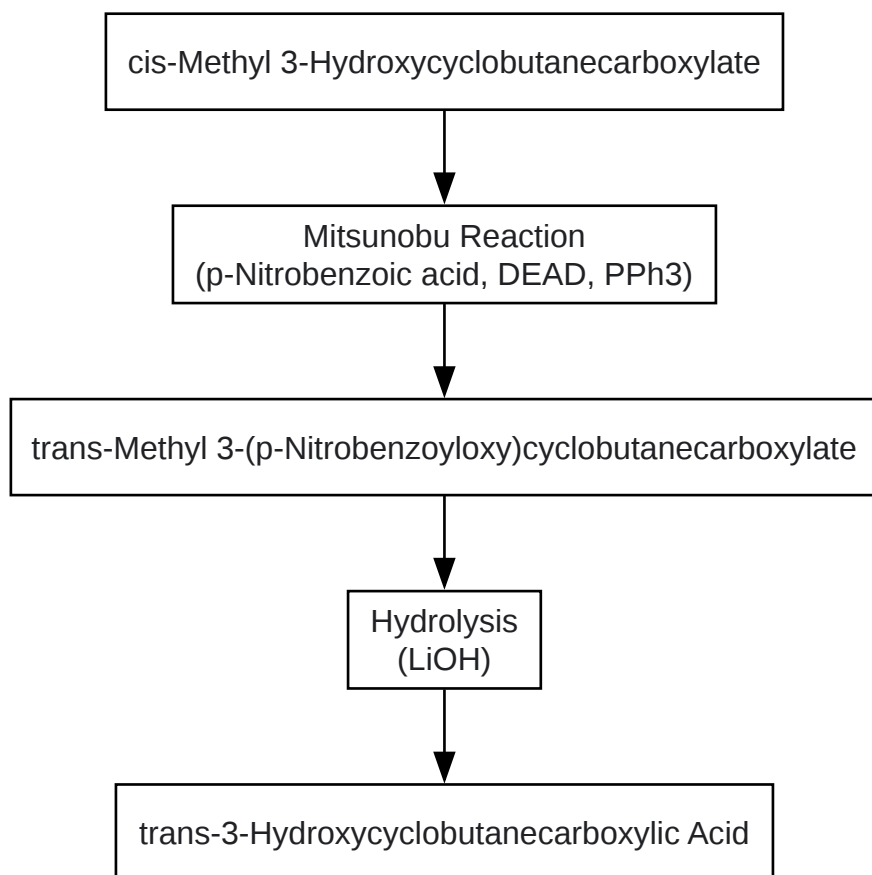 cis-Methyl 3-Hydroxycyclobutanecarboxylate
Mitsunobu Reaction
(p-Nitrobenzoic acid, DEAD, PPh3)
trans-Methyl 3-(p-Nitrobenzoyloxy)cyclobutanecarboxylate
Hydrolysis
(LiOH)
trans-3-Hydroxycyclobutanecarboxylic Acid